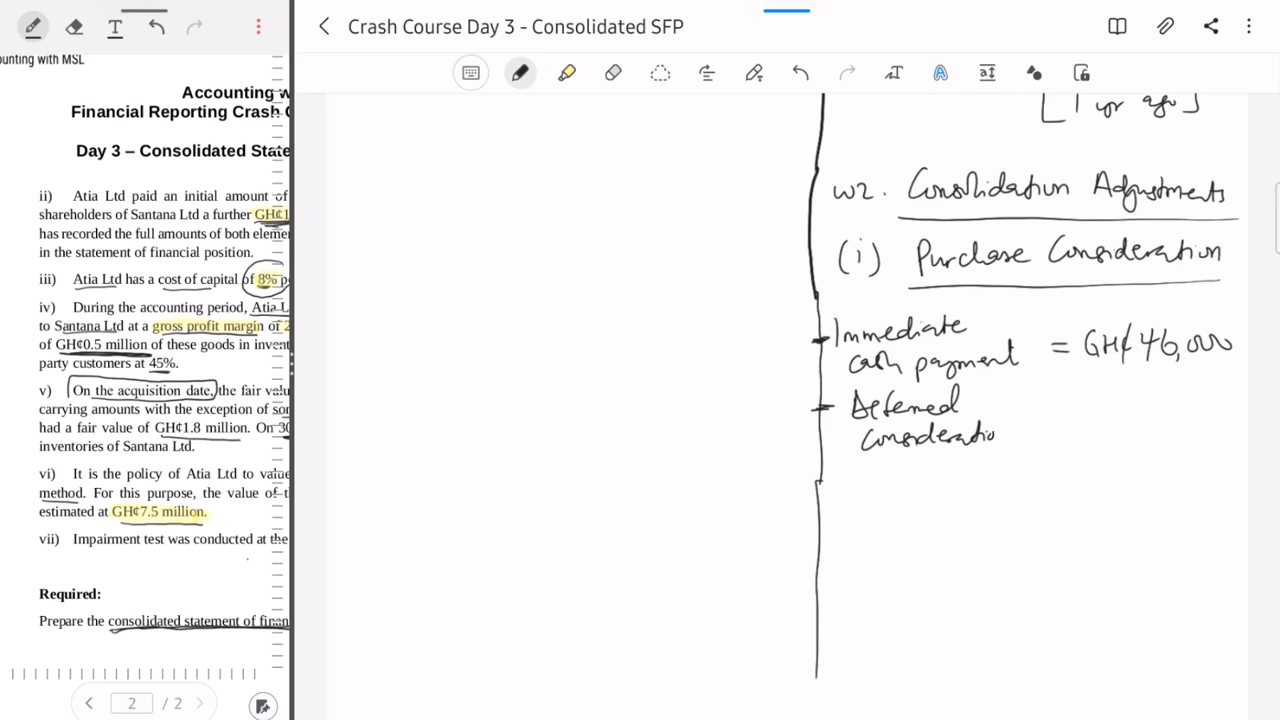 unting with MSL
Accounting w
Financial Reporting Crash C
Day 3 – Consolidated State
ii) Atia Ltd paid an initial amount of
shareholders of Santana Ltd a further GH¢1
has recorded the full amounts of both eleme
in the statement of financial position.
iii) Atia Ltd has a cost of capital of 8% p
iv) During the accounting period, Atia L
to Santana Ltd at a gross profit margin of 2
of GH¢0.5 million of these goods in invent
party customers at 45%.
v) On the acquisition date, the fair valu
carrying amounts with the exception of som
had a fair value of GH¢1.8 million. On 30
inventories of Santana Ltd.
vi) It is the policy of Atia Ltd to value
method. For this purpose, the value of t
estimated at GH¢7.5 million.
vii) Impairment test was conducted at the
Required:
Prepare the consolidated statement of finan
2 / 2
Crash Course Day 3 - Consolidated SFP
[1 yr ago]
W2. Consolidation Adjustments
(i) Purchase Consideration
- Immediate
cash payment = GH¢ 46,000
- Deferred
consideratio